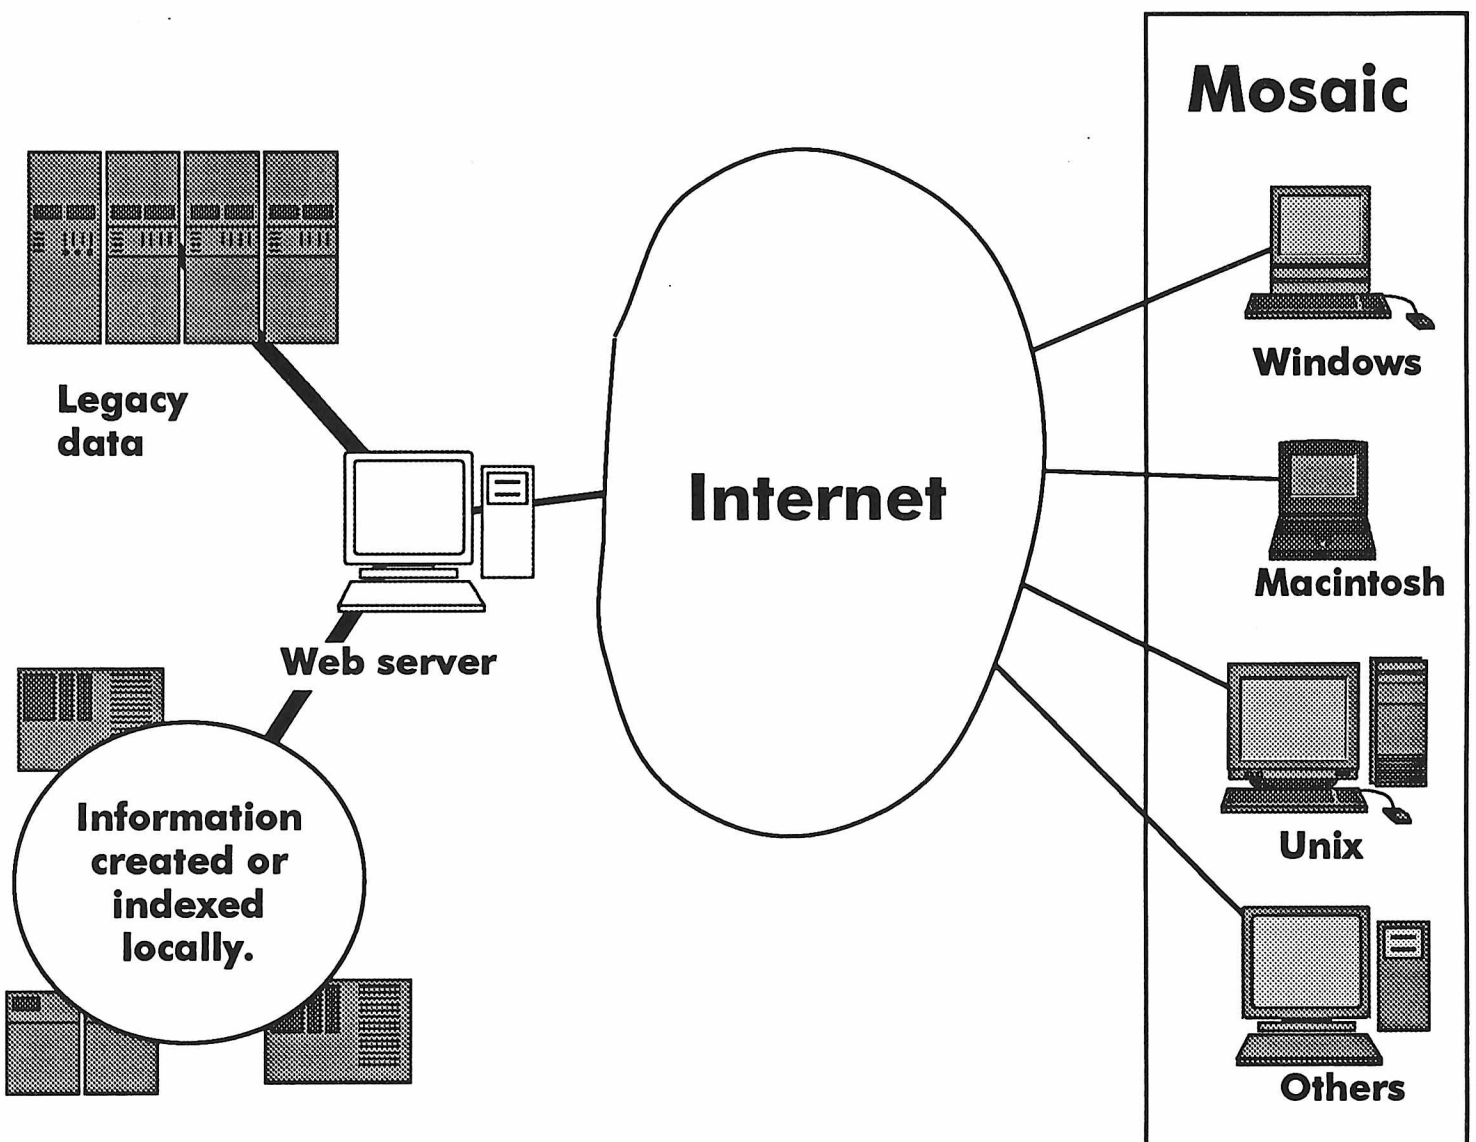 Mosaic
Windows
Legacy
data
Internet
Macintosh
Web server
Information
created or
indexed
locally.
Unix
Others